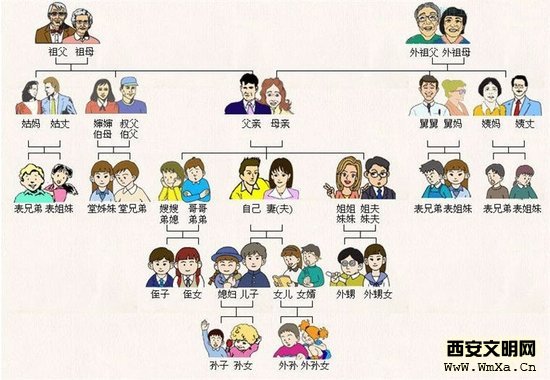 祖父 祖母
外祖父 外祖母
姑妈 姑丈
婶婶 叔父
伯母 伯父
父亲 母亲
舅舅 舅妈
姨妈 姨丈
表兄弟 表姐妹
堂姊妹 堂兄弟
嫂嫂 哥哥
弟媳 弟弟
自己 妻(夫)
姐姐 姐夫
妹妹 妹夫
表兄弟 表姐妹
表兄弟 表姐妹
侄子 侄女
媳妇 儿子
女儿 女婿
外甥 外甥女
孙子 孙女
外孙 外孙女
西安文明网
www.WmXa.Cn